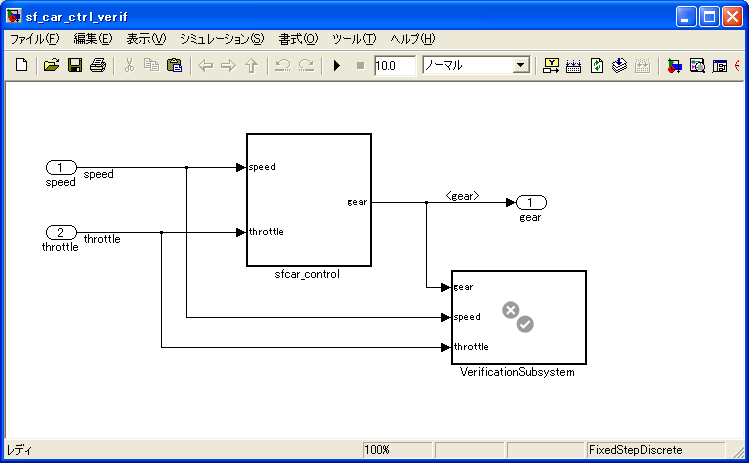 sf_car_ctrl_verif
ファイル(F) 編集(E) 表示(V) シミュレーション(S) 書式(O) ツール(T) ヘルプ(H)
10.0 ノーマル
1 speed speed gear <gear> 1
speed gear
2 throttle throttle
throttle
sfcar_control
gear
speed
throttle
VerificationSubsystem
レディ 100% FixedStepDiscrete